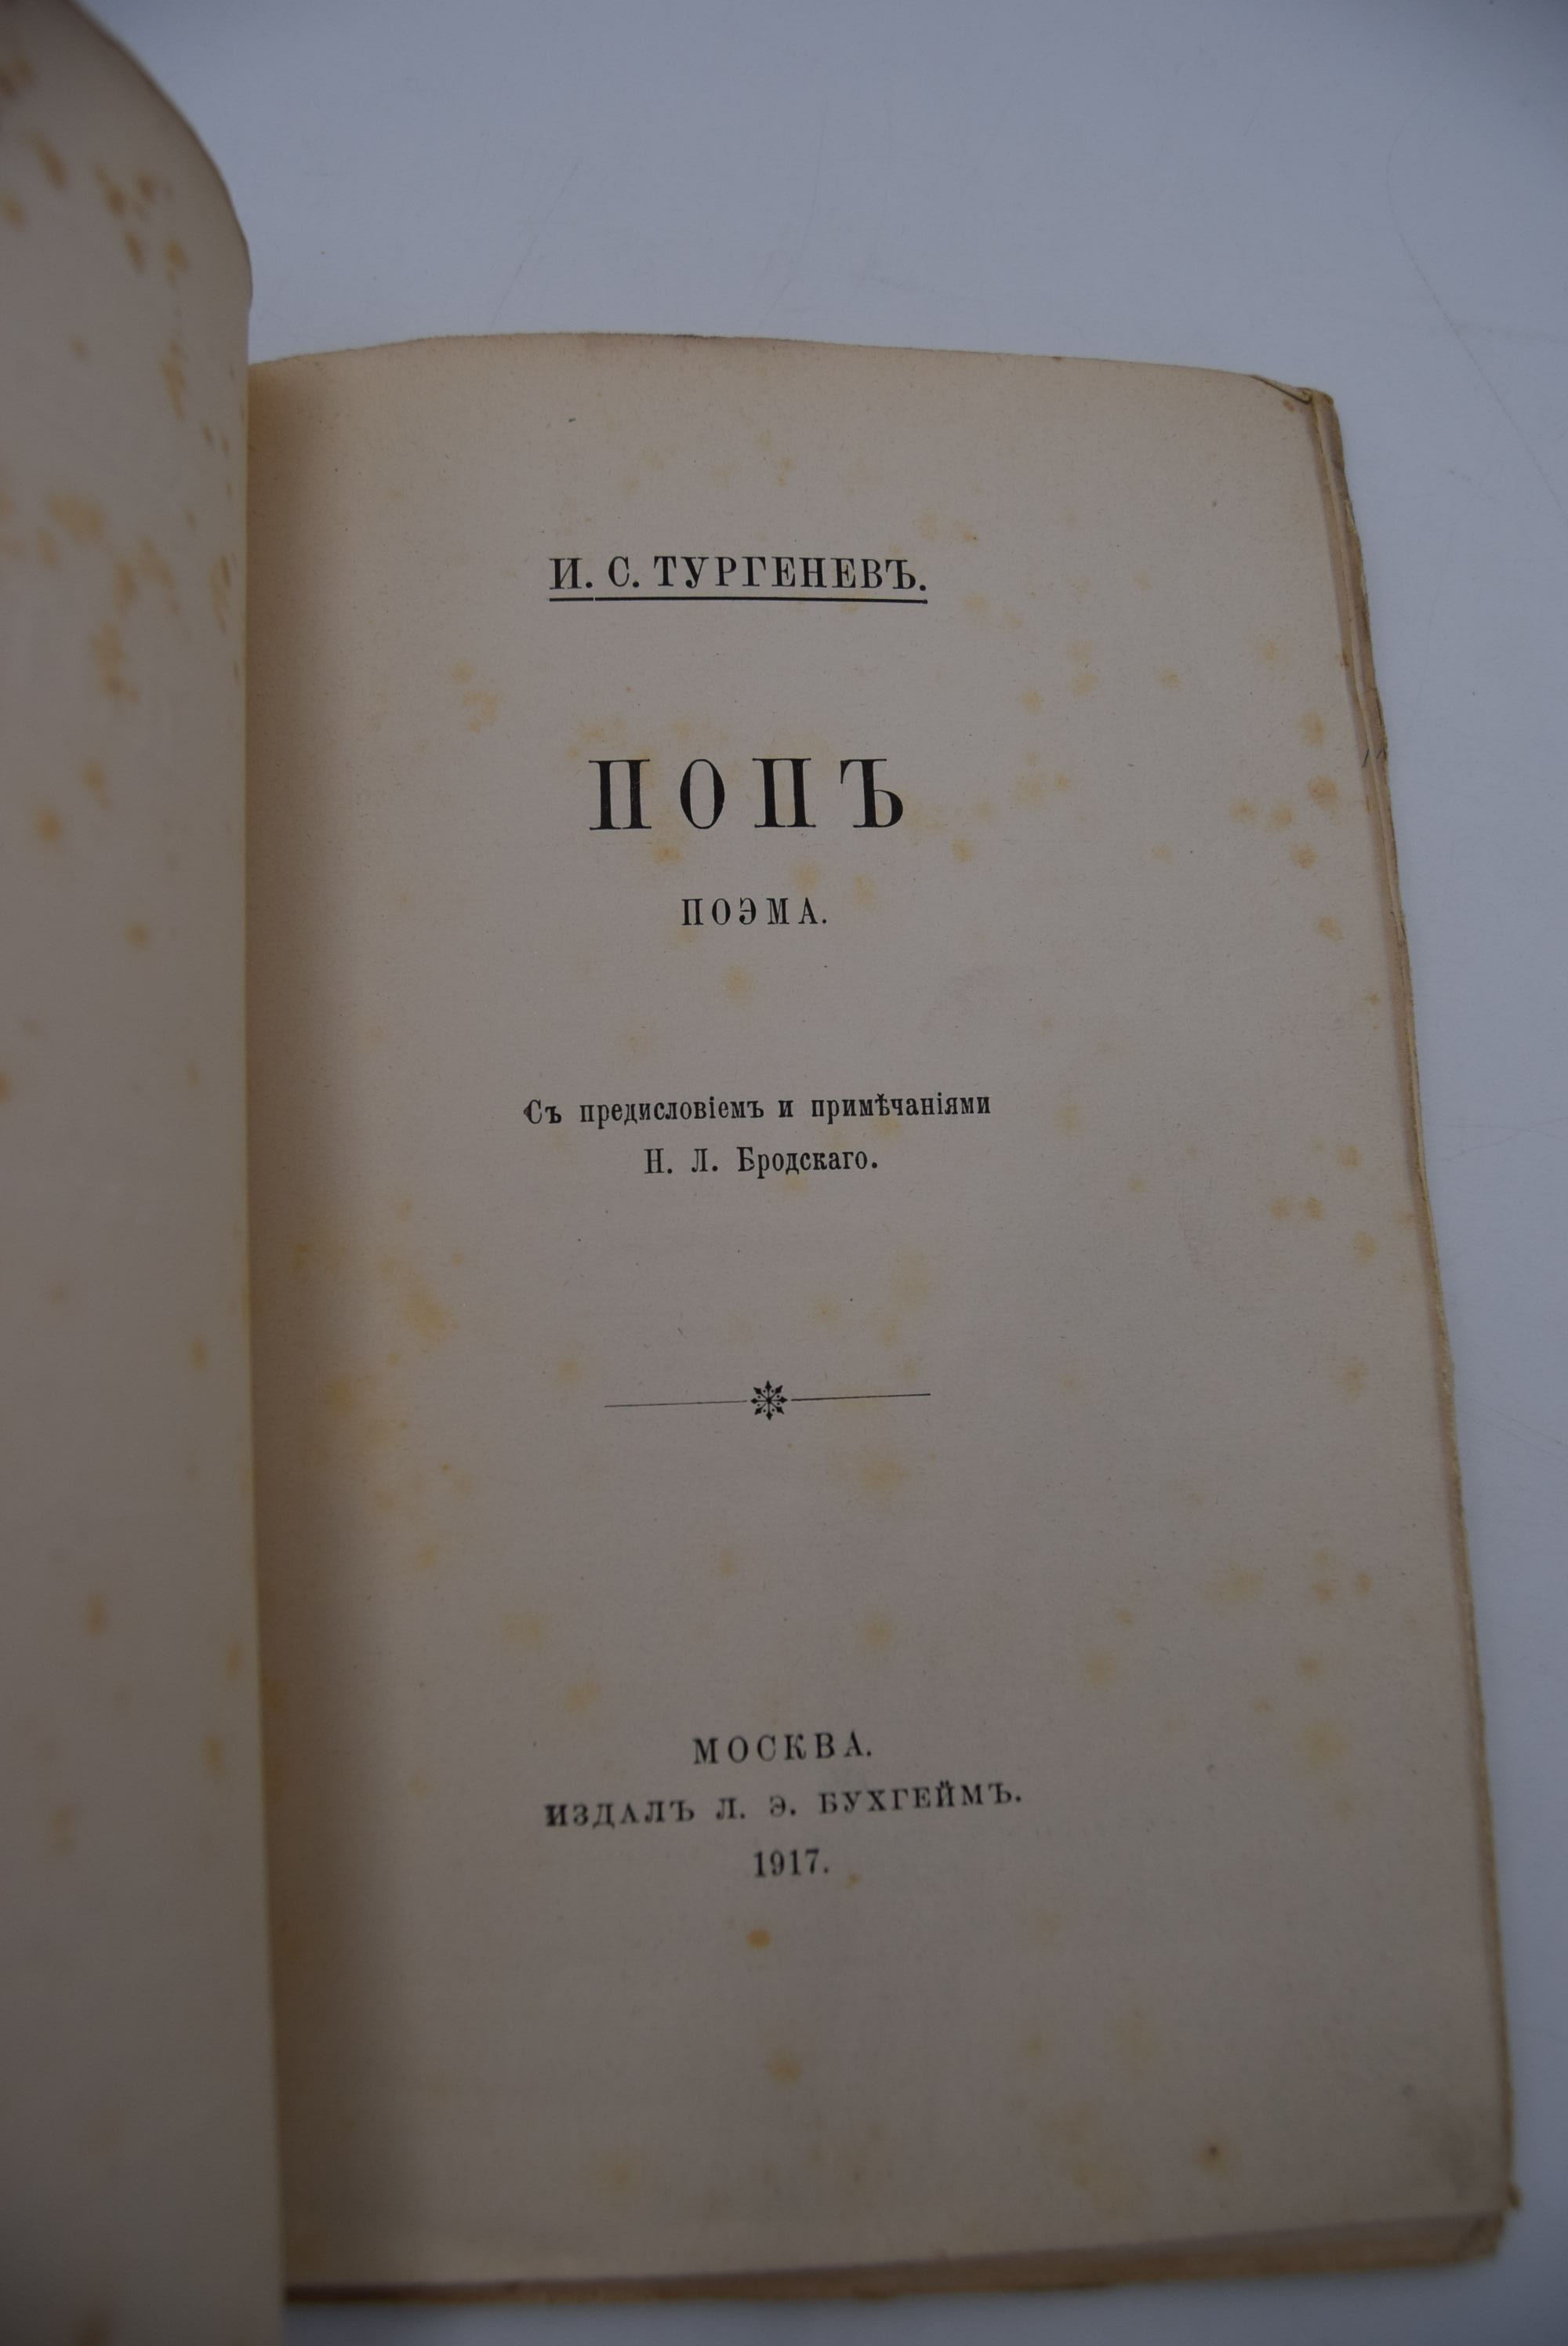 И. С. ТУРГЕНЕВЪ.
ПОПЪ
ПОЭМА.
Съ предисловіемъ и примѣчаніями
Н. Л. Бродскаго.
МОСКВА.
ИЗДАЛЪ Л. Э. БУХГЕЙМЪ.
1917.